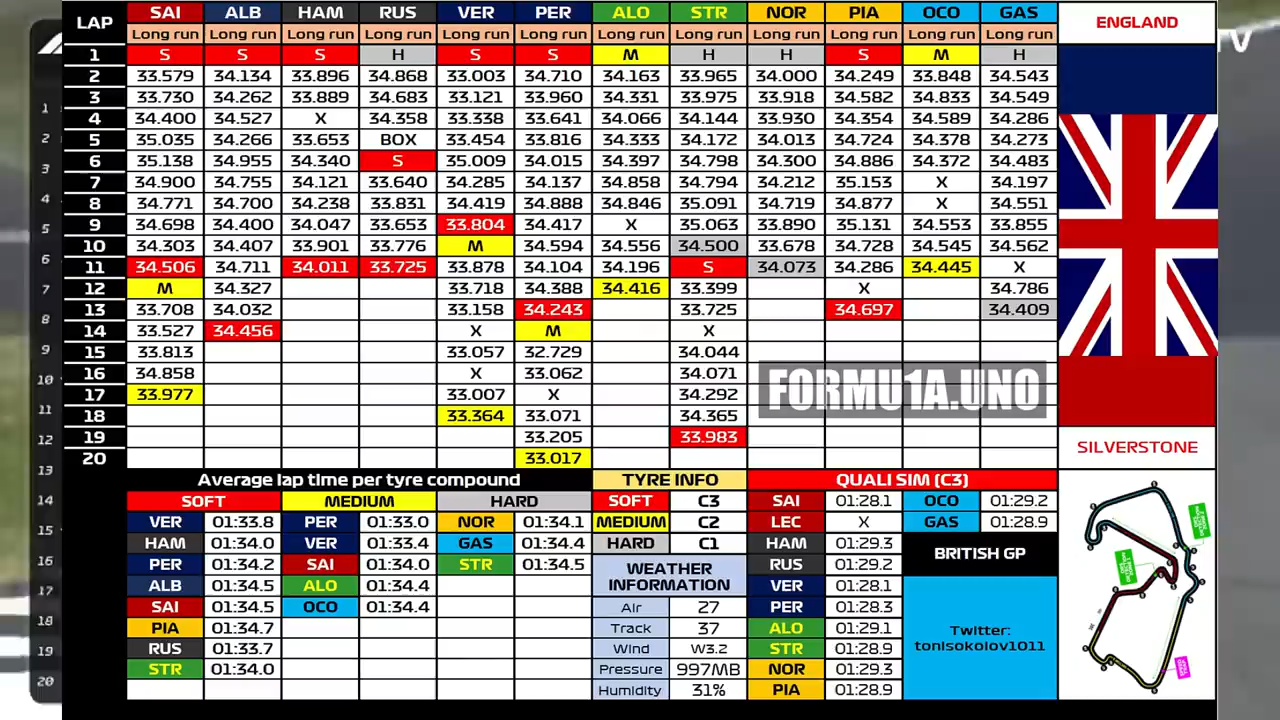 LAP SAI ALB HAM RUS VER PER ALO STR NOR PIA OCO GAS ENGLAND
Long run Long run Long run Long run Long run Long run Long run Long run Long run Long run Long run Long run
1 S S S H S S M H H S M H
2 33.579 34.134 33.896 34.868 33.003 34.710 34.163 33.965 34.000 34.249 33.848 34.543
3 33.730 34.262 33.889 34.683 33.121 33.960 34.331 33.975 33.918 34.582 34.833 34.549
4 34.400 34.527 X 34.358 33.338 33.641 34.066 34.144 33.930 34.354 34.589 34.286
5 35.035 34.266 33.653 BOX 33.454 33.816 34.333 34.172 34.013 34.724 34.378 34.273
6 35.138 34.955 34.340 S 35.009 34.015 34.397 34.798 34.300 34.886 34.372 34.483
7 34.900 34.755 34.121 33.640 34.285 34.137 34.858 34.794 34.212 35.153 X 34.197
8 34.771 34.700 34.238 33.831 34.419 34.888 34.846 35.091 34.719 34.877 X 34.551
9 34.698 34.400 34.047 33.653 33.804 34.417 X 35.063 33.890 35.131 34.553 33.855
10 34.303 34.407 33.901 33.776 M 34.594 34.556 34.500 33.678 34.728 34.545 34.562
11 34.506 34.711 34.011 33.725 33.878 34.104 34.196 S 34.073 34.286 34.445 X
12 M 34.327 33.718 34.388 34.416 33.399 X 34.786
13 33.708 34.032 33.158 34.243 33.725 34.697 34.409
14 33.527 34.456 X M X
15 33.813 33.057 32.729 34.044
16 34.858 X 33.062 34.071
17 33.977 33.007 X 34.292
FORMU1A.UNO
18 33.364 33.071 34.365
19 33.205 33.983
20 33.017
SILVERSTONE
Average lap time per tyre compound TYRE INFO QUALI SIM (C3)
SOFT MEDIUM HARD SOFT C3 SAI 01:28.1 OCO 01:29.2
VER 01:33.8 PER 01:33.0 NOR 01:34.1 MEDIUM C2 LEC X GAS 01:28.9
HAM 01:34.0 VER 01:33.4 GAS 01:34.4 HARD C1 HAM 01:29.3
PER 01:34.2 SAI 01:34.0 STR 01:34.5 WEATHER INFORMATION RUS 01:29.2 BRITISH GP
ALB 01:34.5 ALO 01:34.4 VER 01:28.1
SAI 01:34.5 OCO 01:34.4 Air 27 PER 01:28.3
PIA 01:34.7 Track 37 ALO 01:29.1 Twitter:
RUS 01:33.7 Wind W3.2 STR 01:28.9 tonisokolov1011
STR 01:34.0 Pressure 997MB NOR 01:29.3
Humidity 31% PIA 01:28.9
1
2
3
4
5
6
7
8
9
10
11
12
13
14
15
16
17
18
19
20